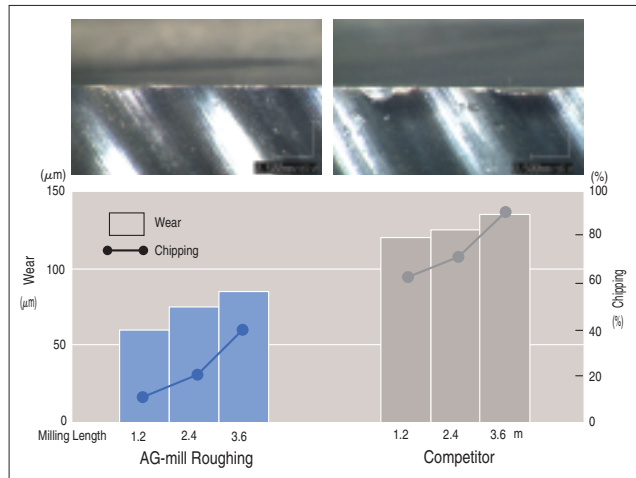 (μm)
(%)
150
100
Wear
Chipping
80
100
60
Wear
(μm)
Chipping
(%)
50
40
20
0
0
Milling Length
1.2
2.4
3.6
1.2
2.4
3.6 m
AG-mill Roughing
Competitor